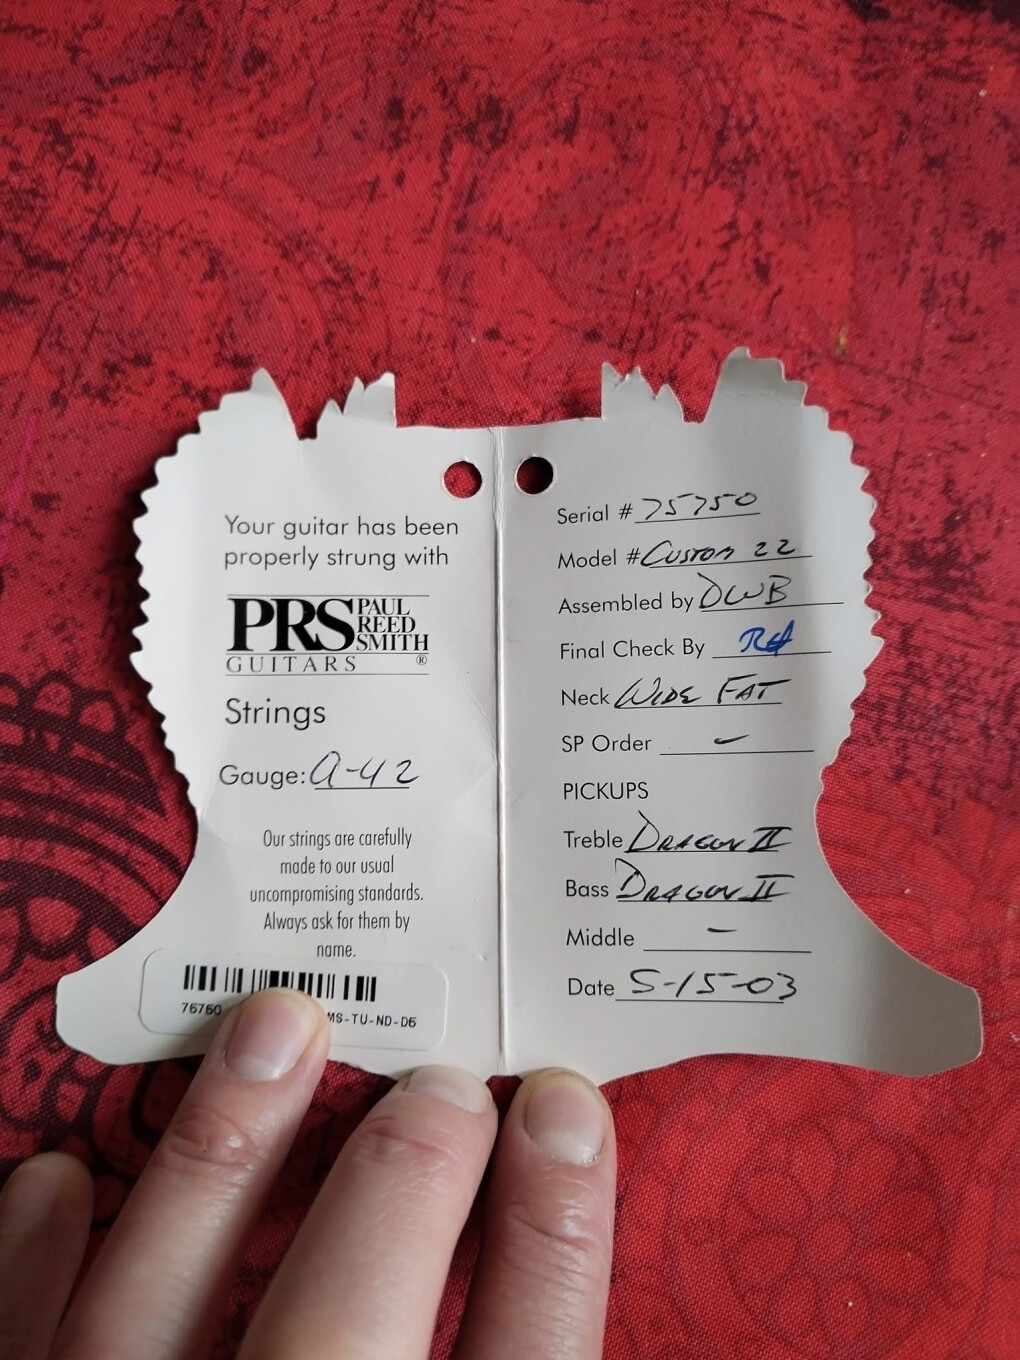 Your guitar has been
properly strung with
PRS PAUL
REED
SMITH
GUITARS ®
Strings
Gauge: 9-42
Our strings are carefully
made to our usual
uncompromising standards.
Always ask for them by
name.
MS-TU-ND-D6
Serial # 75750
Model # Custom 22
Assembled by DWB
Final Check By
Neck WIDE FAT
SP Order -
PICKUPS
Treble DRAGON II
Bass DRAGON II
Middle -
Date 5-15-03